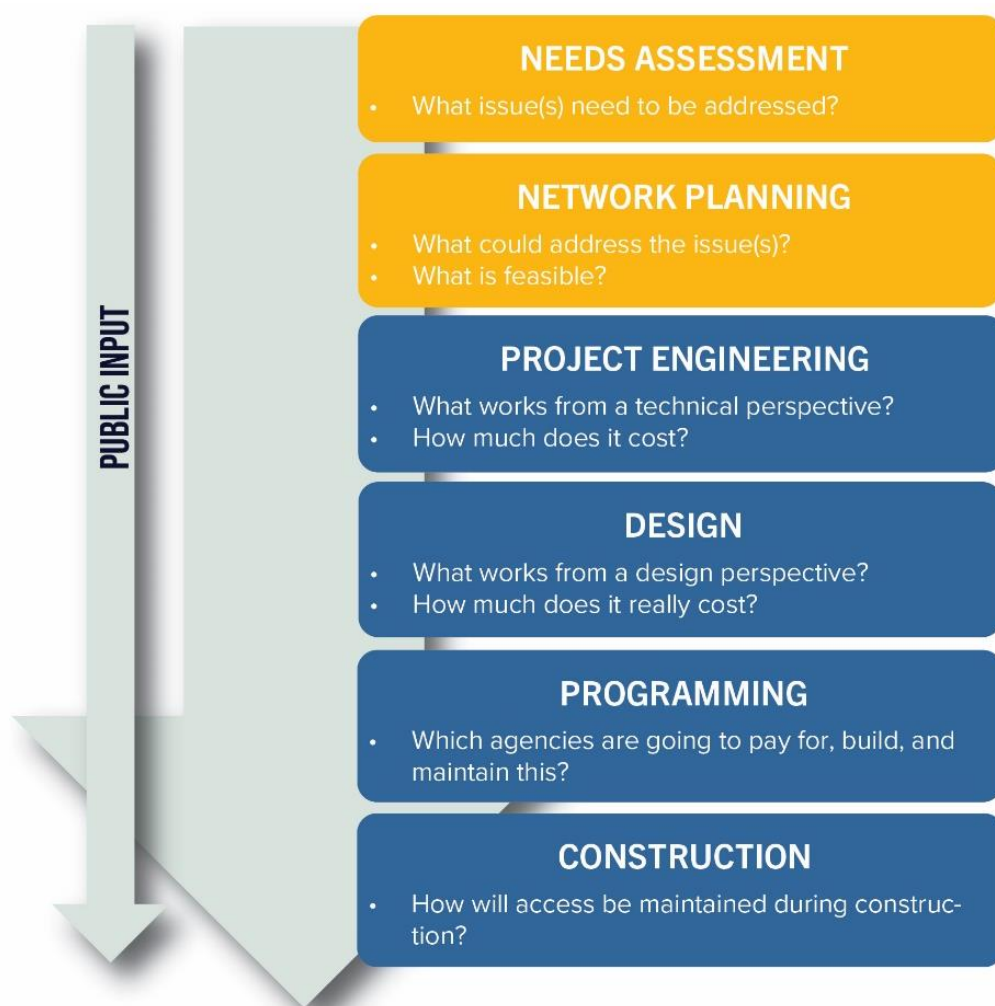 PUBLIC INPUT
NEEDS ASSESSMENT
• What issue(s) need to be addressed?
NETWORK PLANNING
• What could address the issue(s)?
• What is feasible?
PROJECT ENGINEERING
• What works from a technical perspective?
• How much does it cost?
DESIGN
• What works from a design perspective?
• How much does it really cost?
PROGRAMMING
• Which agencies are going to pay for, build, and
maintain this?
CONSTRUCTION
• How will access be maintained during construc-
tion?